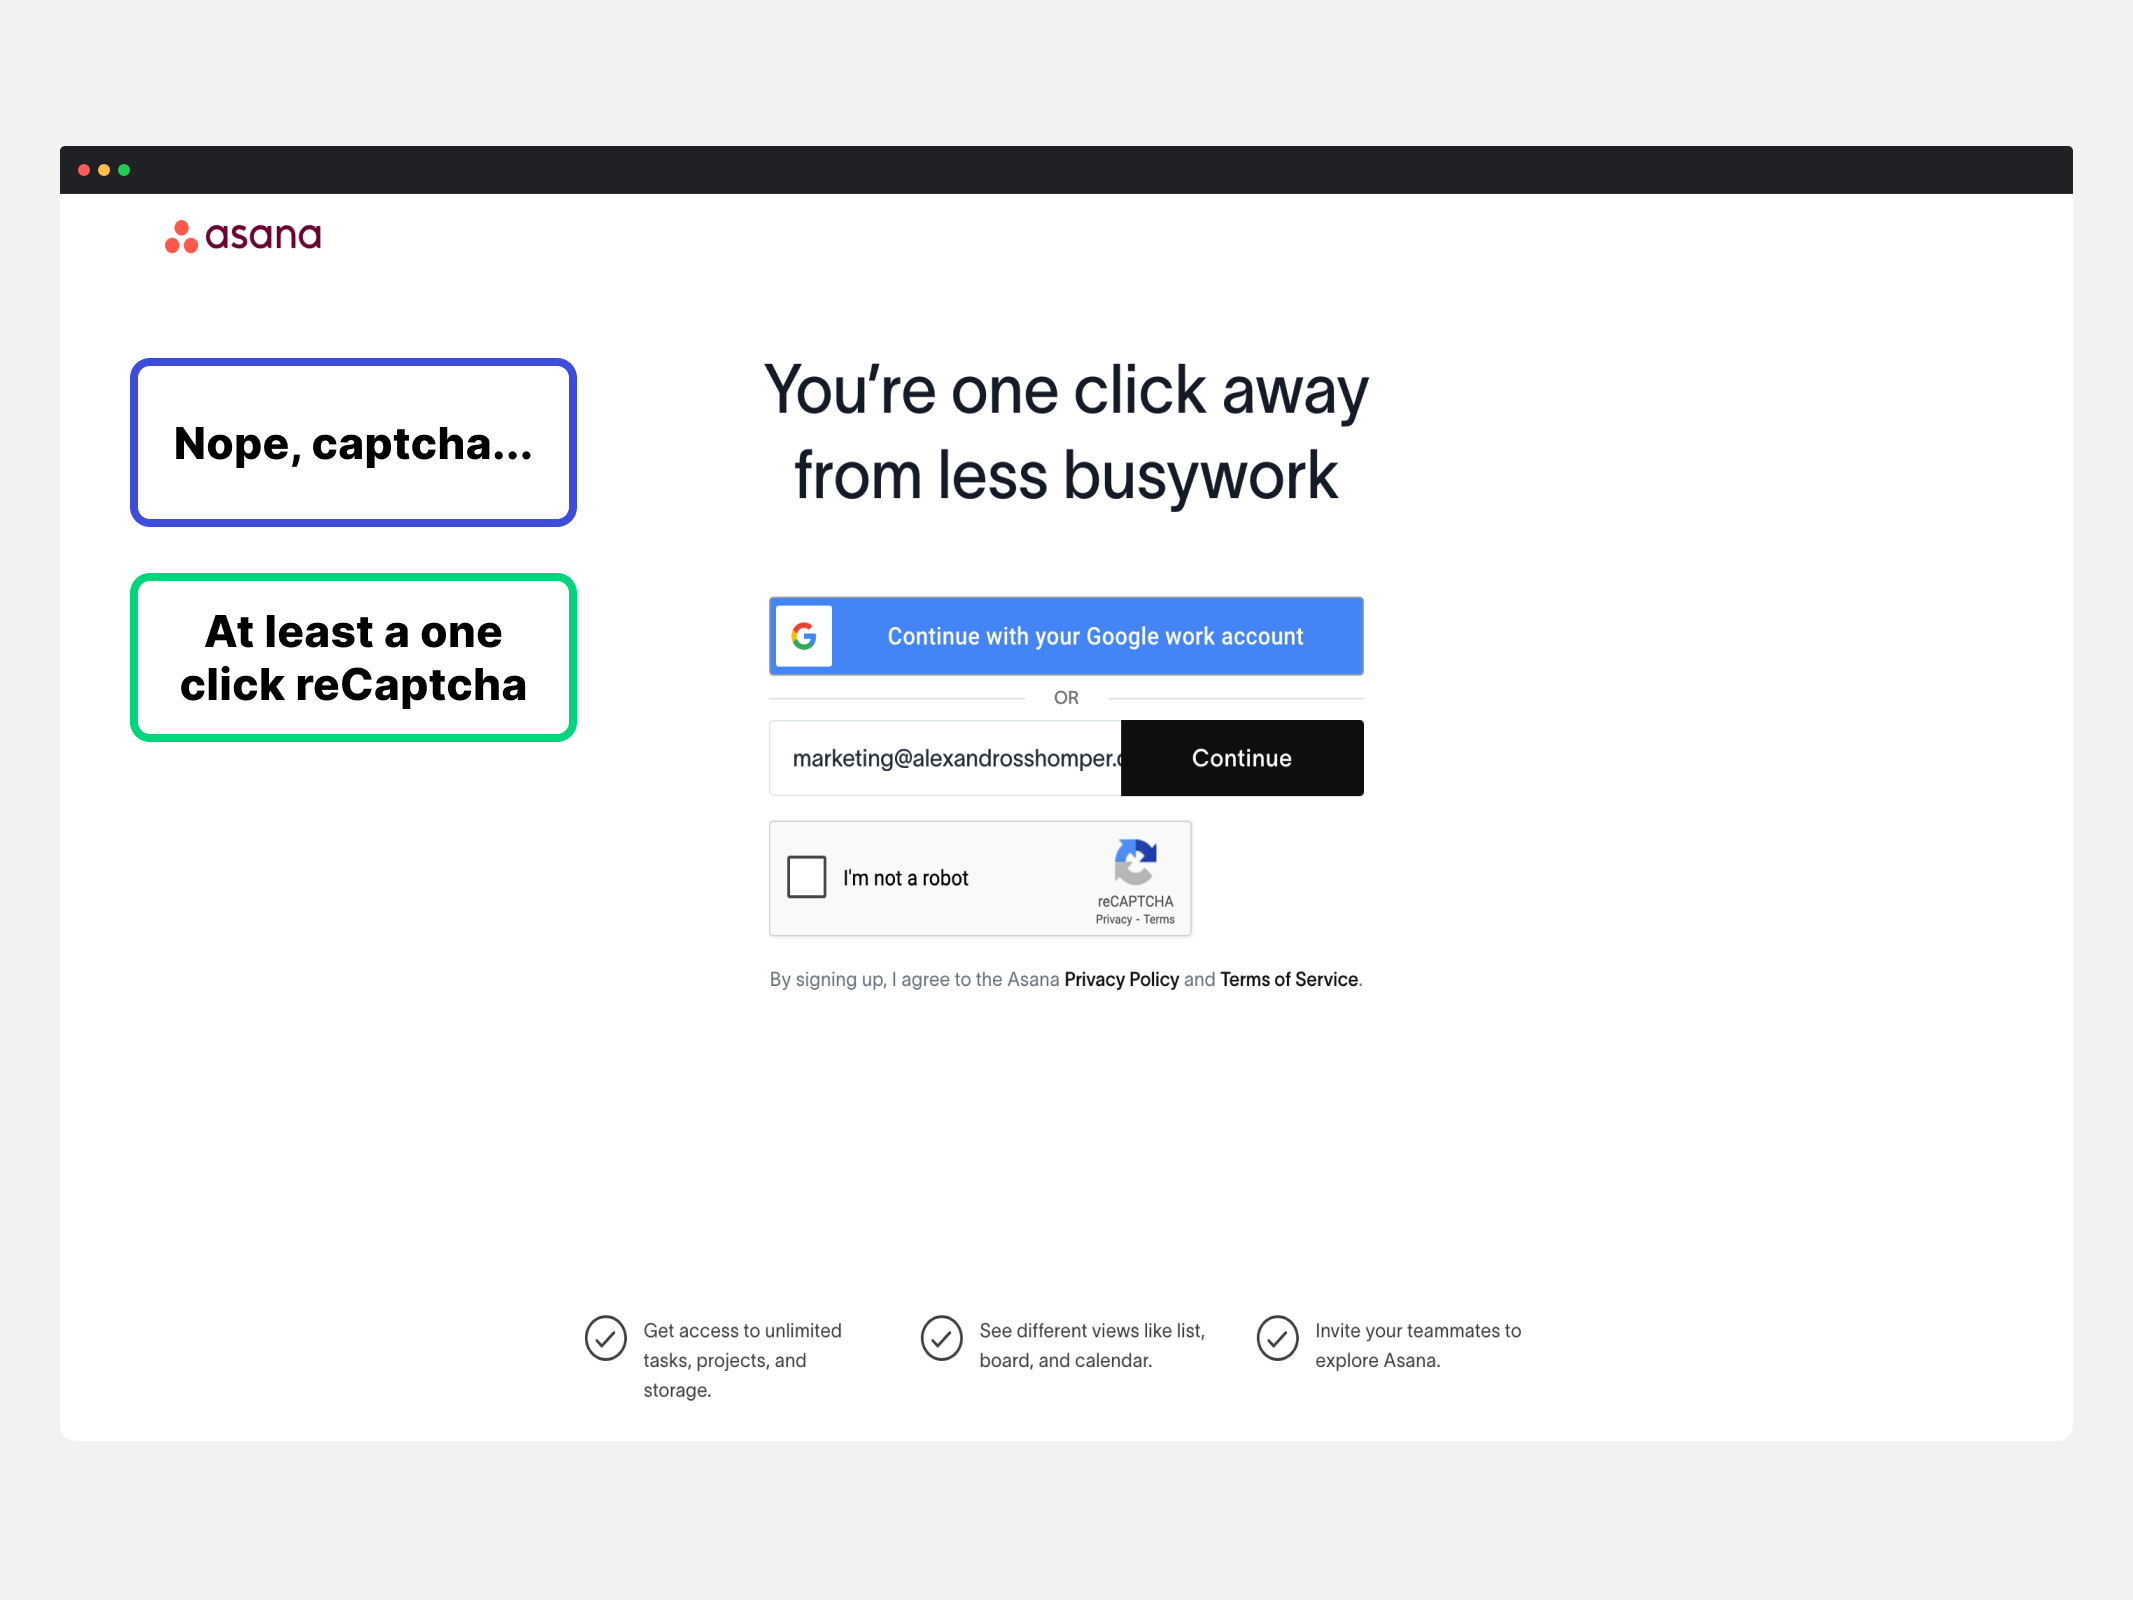 asana
Nope, captcha...
At least a one
click reCaptcha
You’re one click away
from less busywork
Continue with your Google work account
OR
marketing@alexandrosshomper.
Continue
I'm not a robot
reCAPTCHA
Privacy - Terms
By signing up, I agree to the Asana Privacy Policy and Terms of Service.
Get access to unlimited
tasks, projects, and
storage.
See different views like list,
board, and calendar.
Invite your teammates to
explore Asana.